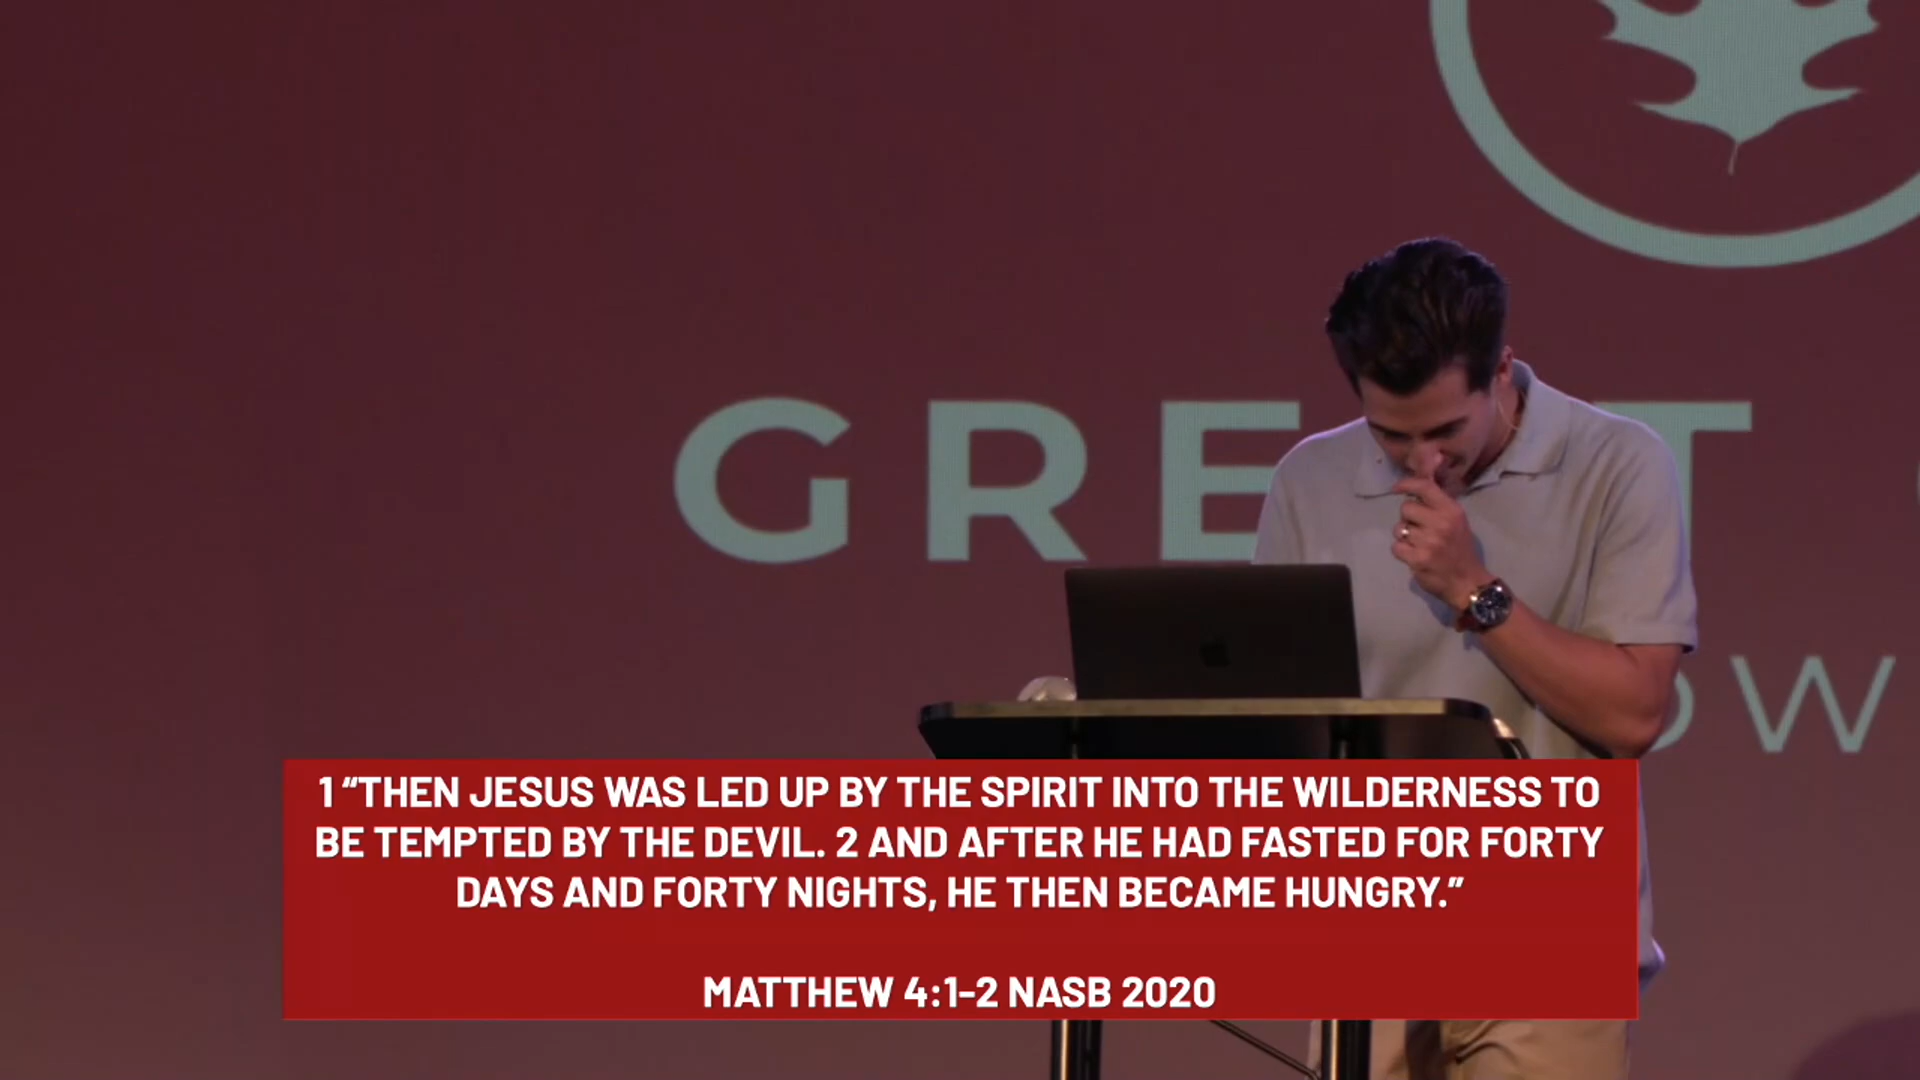 GRE T
OW
1 “THEN JESUS WAS LED UP BY THE SPIRIT INTO THE WILDERNESS TO
BE TEMPTED BY THE DEVIL. 2 AND AFTER HE HAD FASTED FOR FORTY
DAYS AND FORTY NIGHTS, HE THEN BECAME HUNGRY.”
MATTHEW 4:1-2 NASB 2020